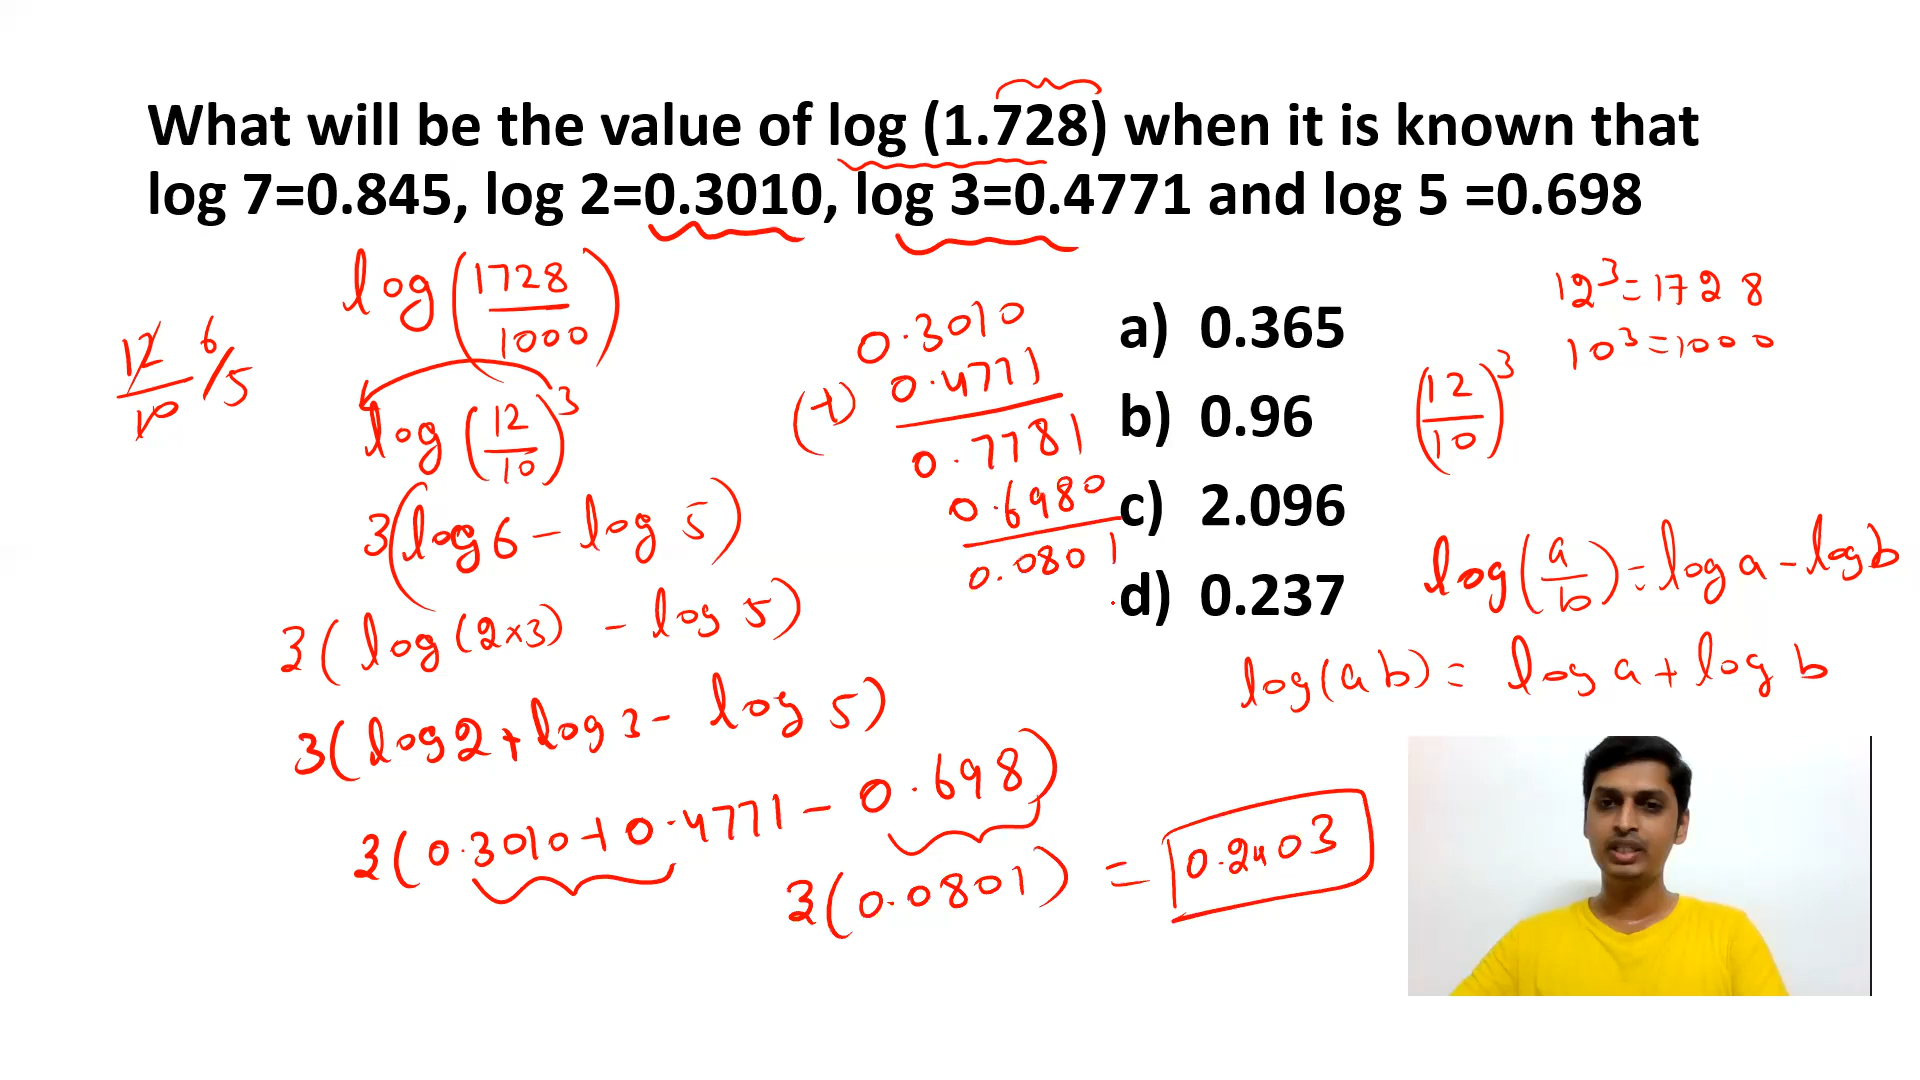 What will be the value of log (1.728) when it is known that
log 7=0.845, log 2=0.3010, log 3=0.4771 and log 5 =0.698
log(1728/1000)
12/10 6/5
log(12/10)^3
3(log 6 - log 5)
3(log(2×3) - log 5)
3(log 2 + log 3 - log 5)
3(0.3010+0.4771-0.698)
3(0.0801) = 0.2403
0.3010
(+) 0.4771
0.7781
0.6980
0.0801
a) 0.365
b) 0.96
c) 2.096
d) 0.237
12^3=1728
10^3=1000
(12/10)^3
log(a/b)=log a - log b
log(ab)= log a + log b